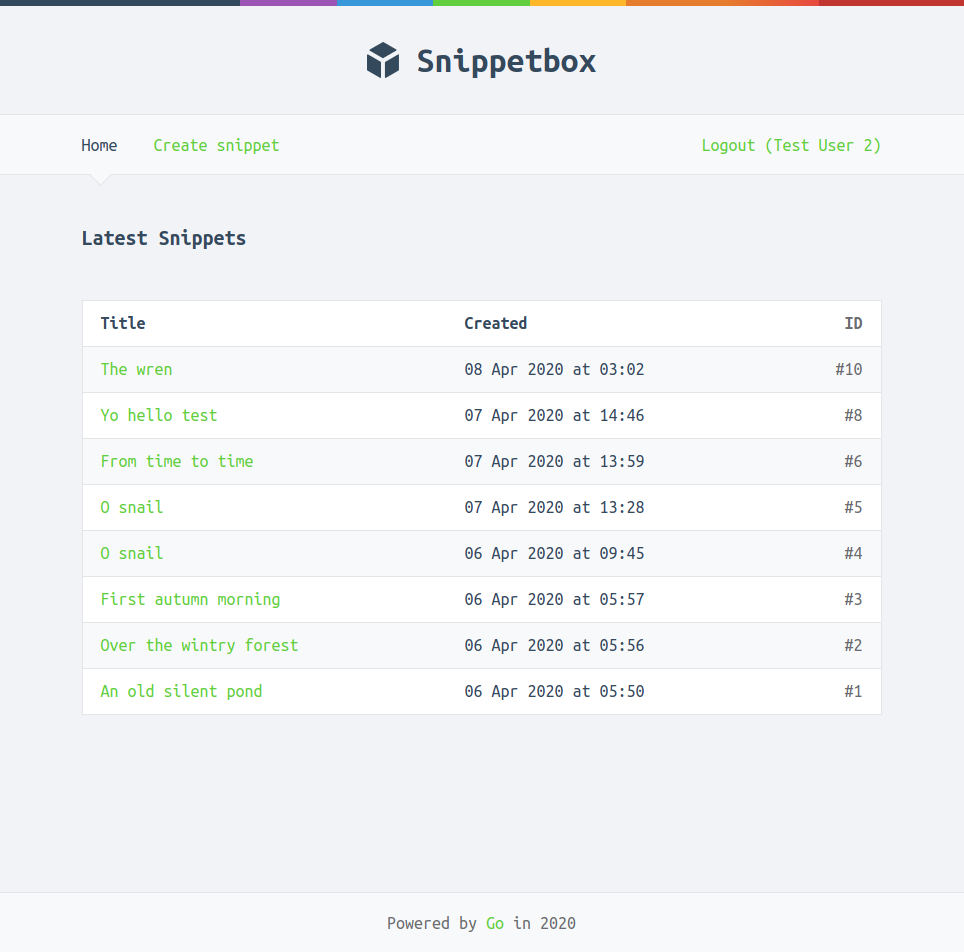 Snippetbox
Home Create snippet Logout (Test User 2)
Latest Snippets
Title Created ID
The wren 08 Apr 2020 at 03:02 #10
Yo hello test 07 Apr 2020 at 14:46 #8
From time to time 07 Apr 2020 at 13:59 #6
O snail 07 Apr 2020 at 13:28 #5
O snail 06 Apr 2020 at 09:45 #4
First autumn morning 06 Apr 2020 at 05:57 #3
Over the wintry forest 06 Apr 2020 at 05:56 #2
An old silent pond 06 Apr 2020 at 05:50 #1
Powered by Go in 2020